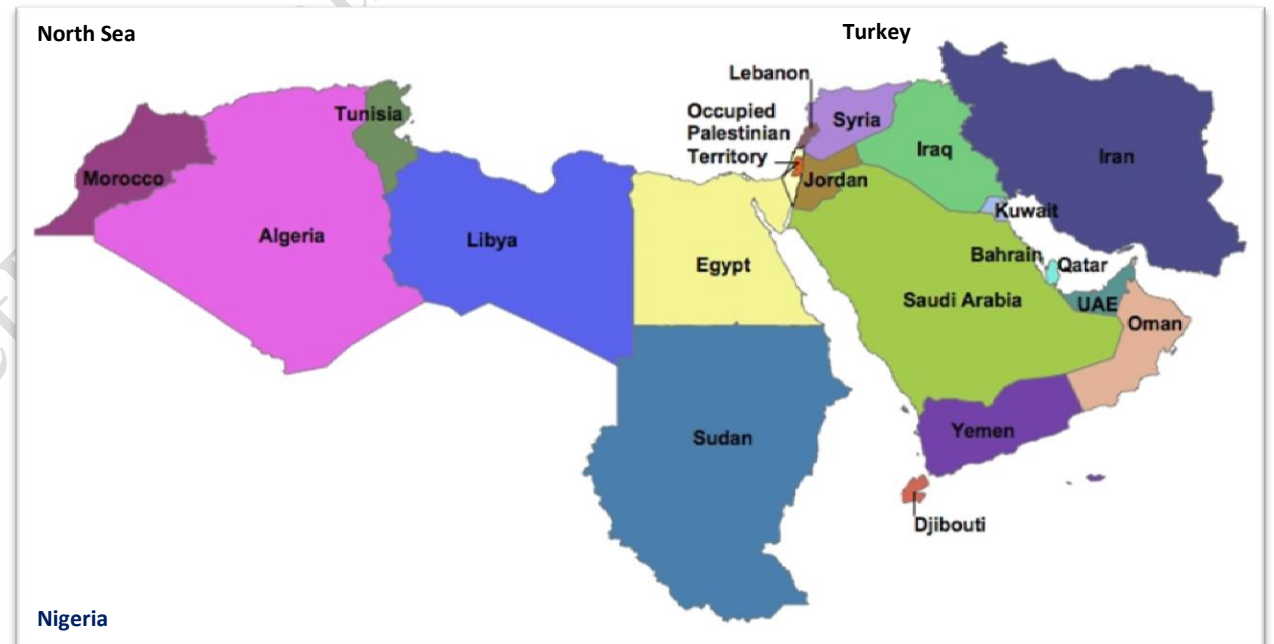 North Sea
Turkey
Lebanon
Tunisia
Occupied
Palestinian
Territory
Syria
Iraq
Iran
Morocco
Jordan
Kuwait
Algeria
Libya
Egypt
Bahrain
Qatar
Saudi Arabia
UAE
Oman
Sudan
Yemen
Djibouti
Nigeria